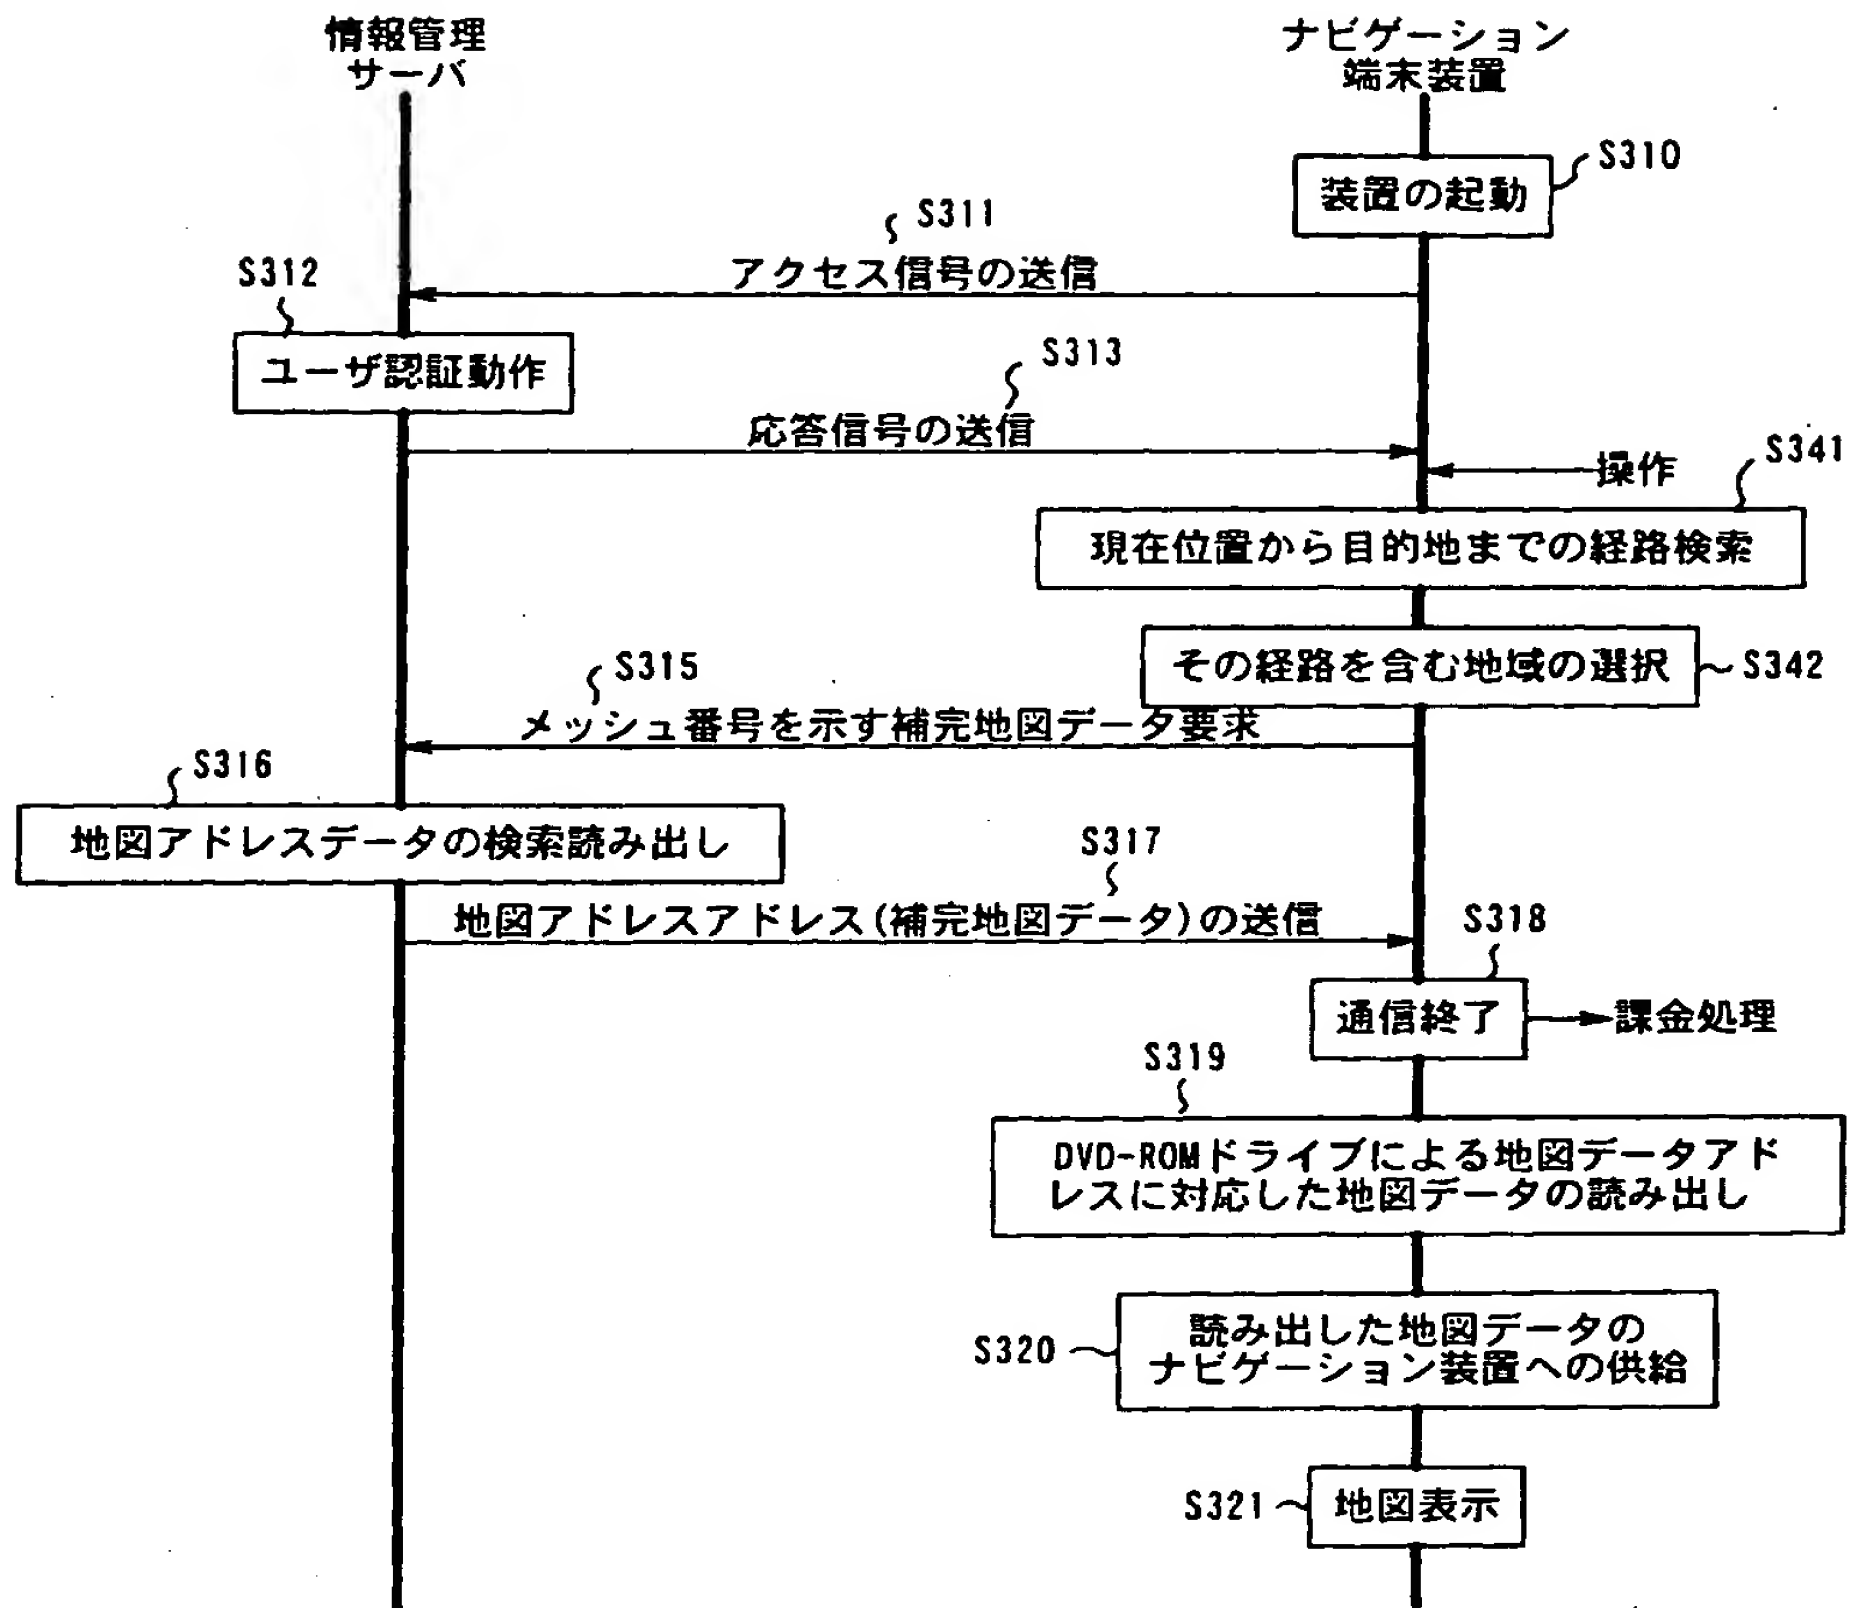 情報管理
サーバ
ナビゲーション
端末装置
S310
装置の起動
S311
アクセス信号の送信
S312
ユーザ認証動作
S313
応答信号の送信
操作
S341
現在位置から目的地までの経路検索
その経路を含む地域の選択
S342
S315
メッシュ番号を示す補完地図データ要求
S316
地図アドレスデータの検索読み出し
S317
地図アドレスアドレス(補完地図データ)の送信
S318
通信終了
課金処理
S319
DVD-ROMドライブによる地図データアド
レスに対応した地図データの読み出し
S320
読み出した地図データの
ナビゲーション装置への供給
S321
地図表示